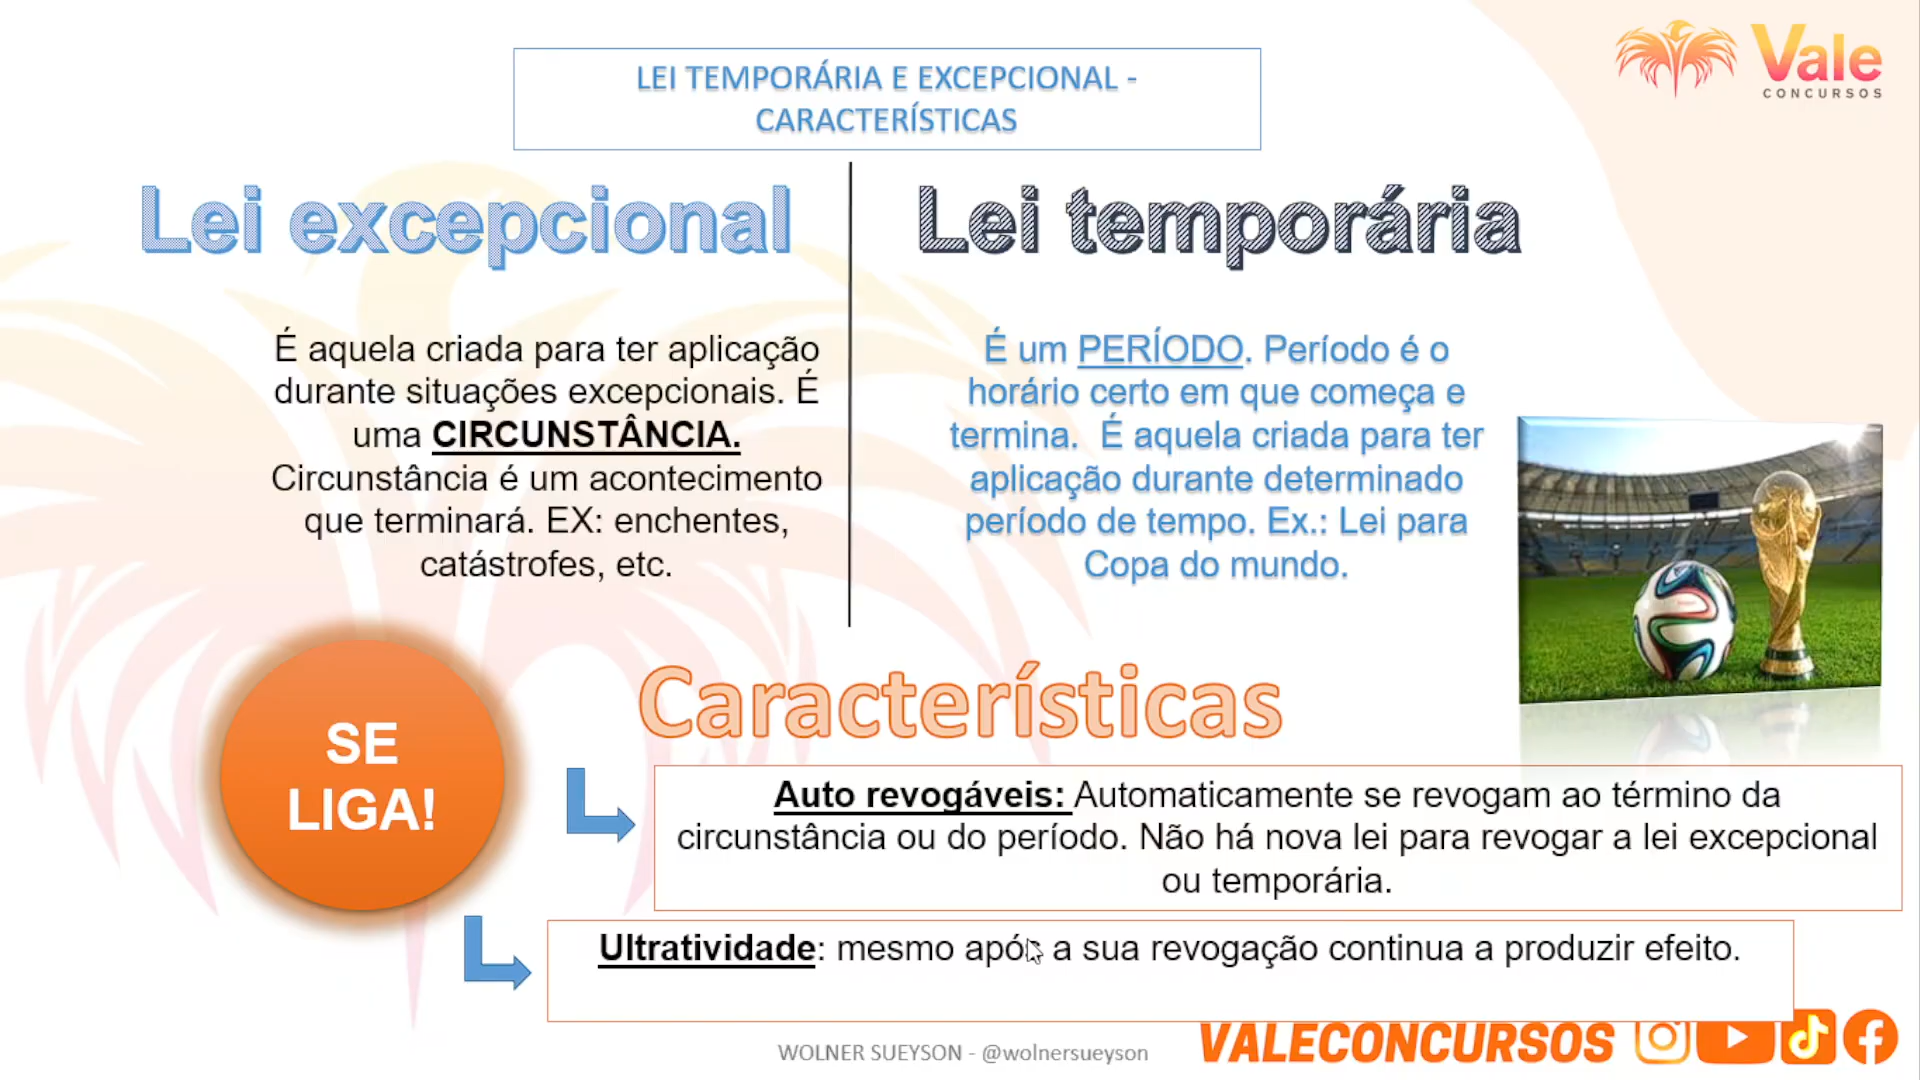 Vale
CONCURSOS
LEI TEMPORÁRIA E EXCEPCIONAL -
CARACTERÍSTICAS
Lei excepcional
É aquela criada para ter aplicação
durante situações excepcionais. É
uma CIRCUNSTÂNCIA.
Circunstância é um acontecimento
que terminará. EX: enchentes,
catástrofes, etc.
Lei temporária
É um PERÍODO. Período é o
horário certo em que começa e
termina. É aquela criada para ter
aplicação durante determinado
período de tempo. Ex.: Lei para
Copa do mundo.
SE
LIGA!
Características
Auto revogáveis: Automaticamente se revogam ao término da
circunstância ou do período. Não há nova lei para revogar a lei excepcional
ou temporária.
Ultratividade: mesmo após a sua revogação continua a produzir efeito.
WOLNER SUEYSON - @wolnersueyson
VALECONCURSOS